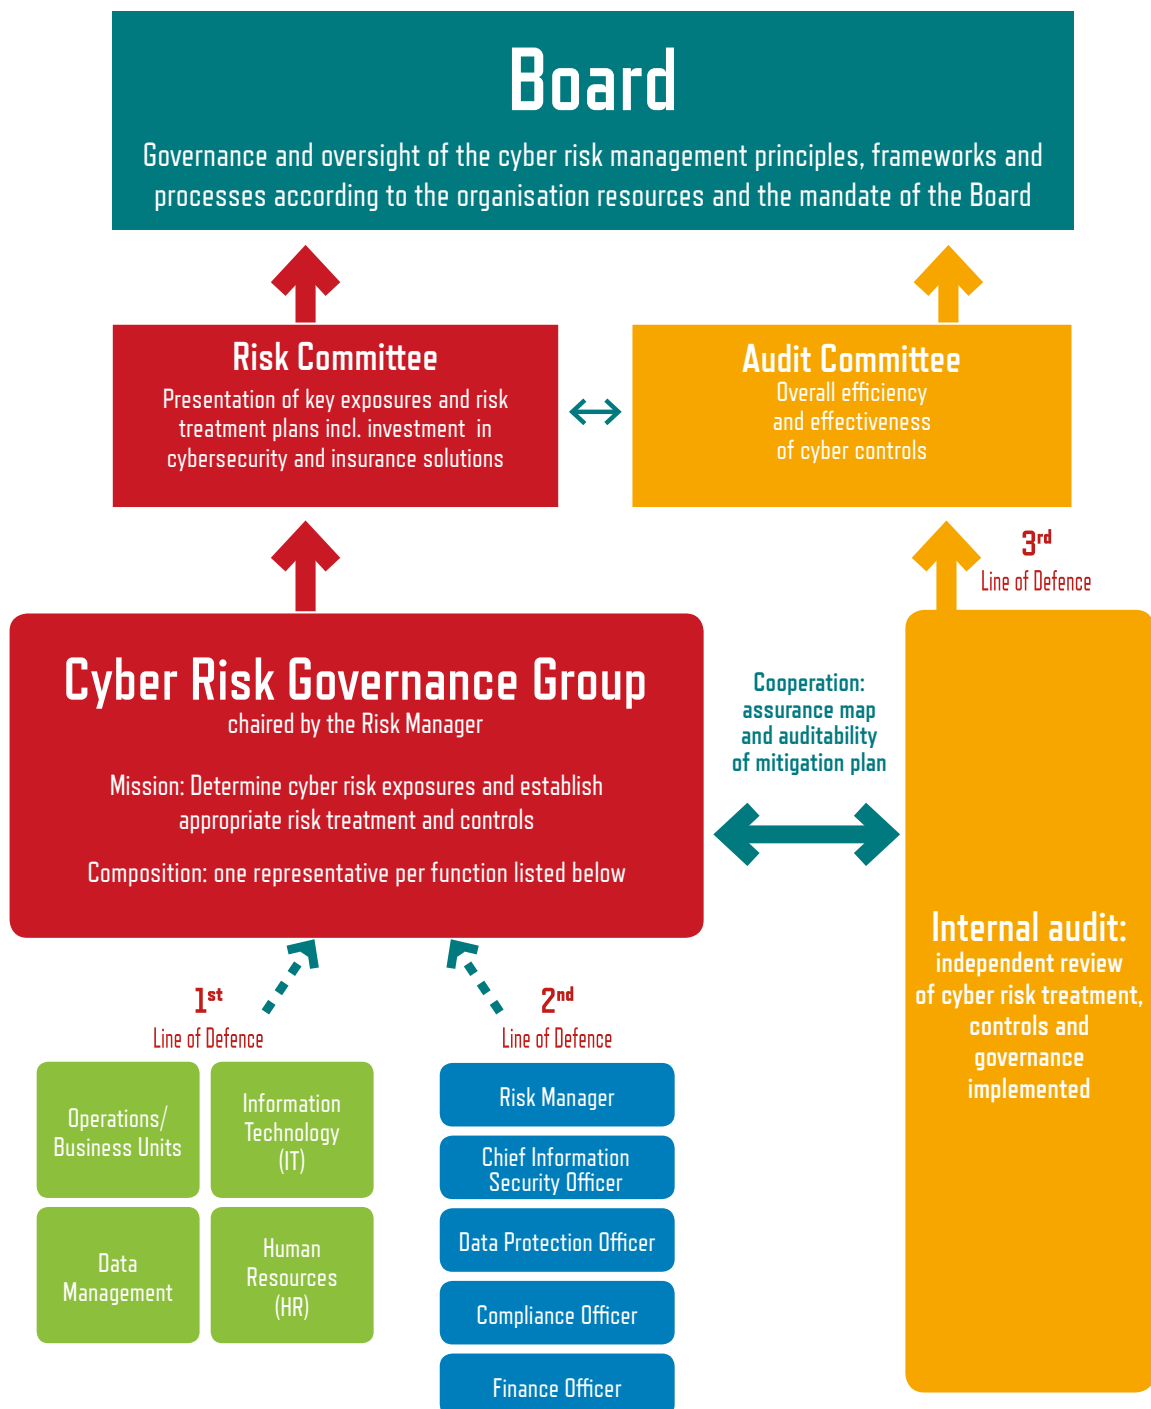 Board
Governance and oversight of the cyber risk management principles, frameworks and
processes according to the organisation resources and the mandate of the Board
Risk Committee
Presentation of key exposures and risk
treatment plans incl. investment in
cybersecurity and insurance solutions
Audit Committee
Overall efficiency
and effectiveness
of cyber controls
3rd
Line of Defence
Cyber Risk Governance Group
chaired by the Risk Manager
Mission: Determine cyber risk exposures and establish
appropriate risk treatment and controls
Composition: one representative per function listed below
Cooperation:
assurance map
and auditability
of mitigation plan
Internal audit:
independent review
of cyber risk treatment,
controls and
governance
implemented
1st
Line of Defence
Operations/
Business Units
Information
Technology
(IT)
Data
Management
Human
Resources
(HR)
2nd
Line of Defence
Risk Manager
Chief Information
Security Officer
Data Protection Officer
Compliance Officer
Finance Officer